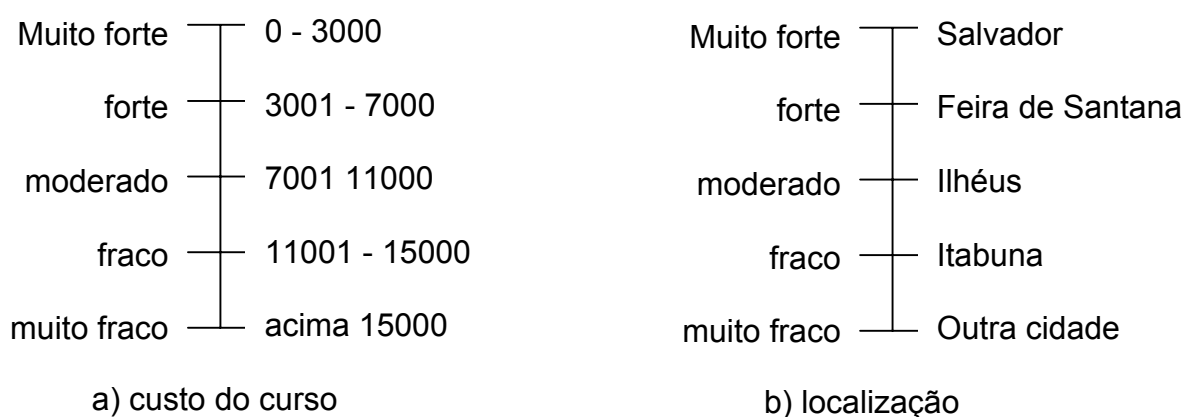 Muito forte 0 - 3000
forte 3001 - 7000
moderado 7001 11000
fraco 11001 - 15000
muito fraco acima 15000
a) custo do curso
Muito forte Salvador
forte Feira de Santana
moderado Ilhéus
fraco Itabuna
muito fraco Outra cidade
b) localização